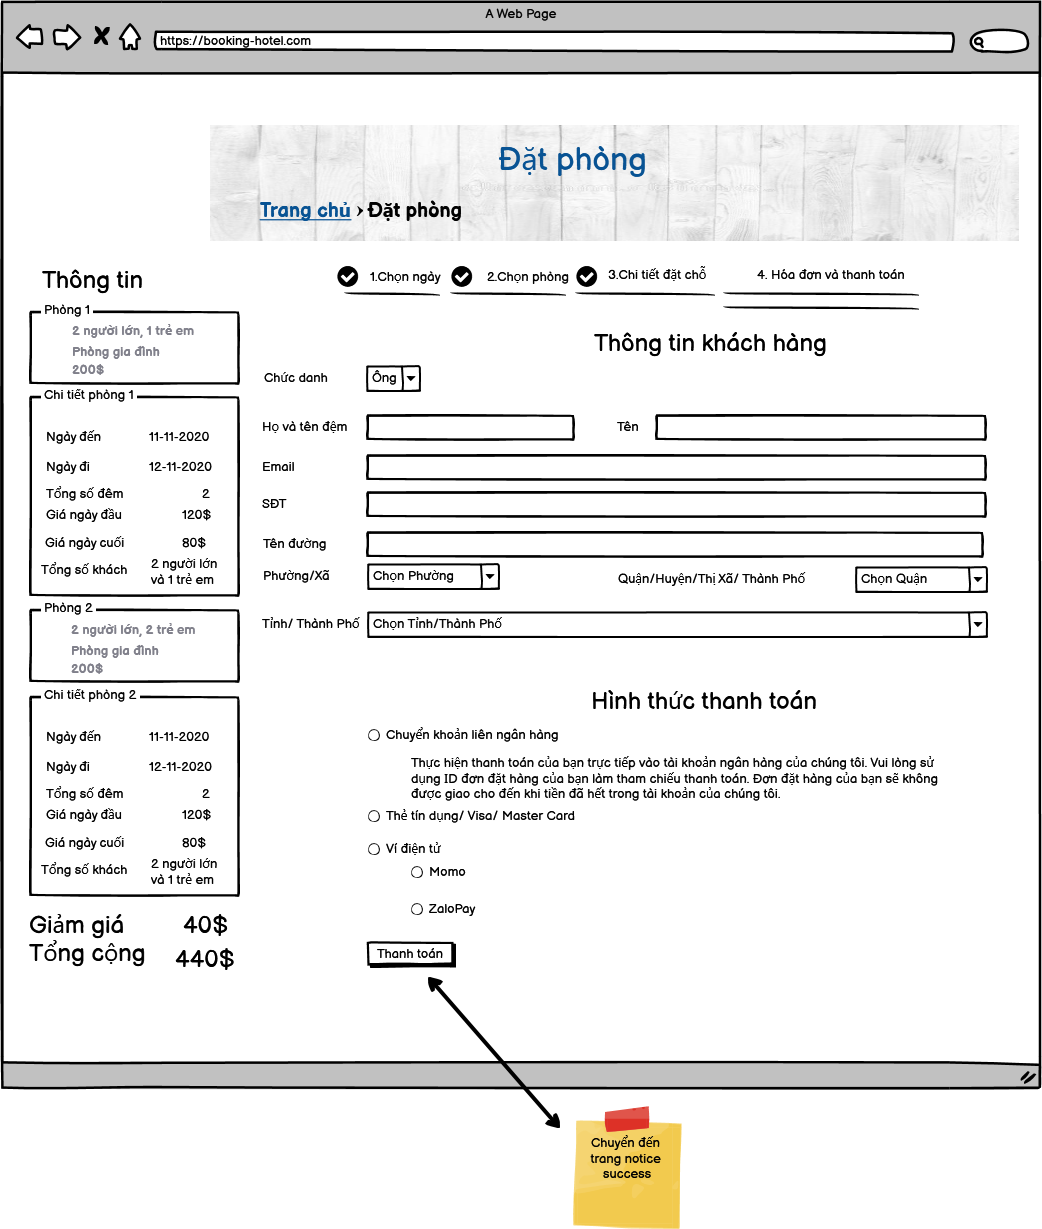 A Web Page
https://booking-hotel.com
Đặt phòng
Trang chủ › Đặt phòng
Thông tin
1.Chọn ngày
2.Chọn phòng
3.Chi tiết đặt chỗ
4. Hóa đơn và thanh toán
Phòng 1
2 người lớn, 1 trẻ em
Phòng gia đình
200$
Chi tiết phòng 1
Ngày đến 11-11-2020
Ngày đi 12-11-2020
Tổng số đêm 2
Giá ngày đầu 120$
Giá ngày cuối 80$
Tổng số khách 2 người lớn
và 1 trẻ em
Phòng 2
2 người lớn, 2 trẻ em
Phòng gia đình
200$
Chi tiết phòng 2
Ngày đến 11-11-2020
Ngày đi 12-11-2020
Tổng số đêm 2
Giá ngày đầu 120$
Giá ngày cuối 80$
Tổng số khách 2 người lớn
và 1 trẻ em
Giảm giá 40$
Tổng cộng 440$
Thông tin khách hàng
Chức danh Ông
Họ và tên đệm Tên
Email
SĐT
Tên đường
Phường/Xã Chọn Phường Quận/Huyện/Thị Xã/ Thành Phố Chọn Quận
Tỉnh/ Thành Phố Chọn Tỉnh/Thành Phố
Hình thức thanh toán
Chuyển khoản liên ngân hàng
Thực hiện thanh toán của bạn trực tiếp vào tài khoản ngân hàng của chúng tôi. Vui lòng sử
dụng ID đơn đặt hàng của bạn làm tham chiếu thanh toán. Đơn đặt hàng của bạn sẽ không
được giao cho đến khi tiền đã hết trong tài khoản của chúng tôi.
Thẻ tín dụng/ Visa/ Master Card
Ví điện tử
Momo
ZaloPay
Thanh toán
Chuyển đến
trang notice
success